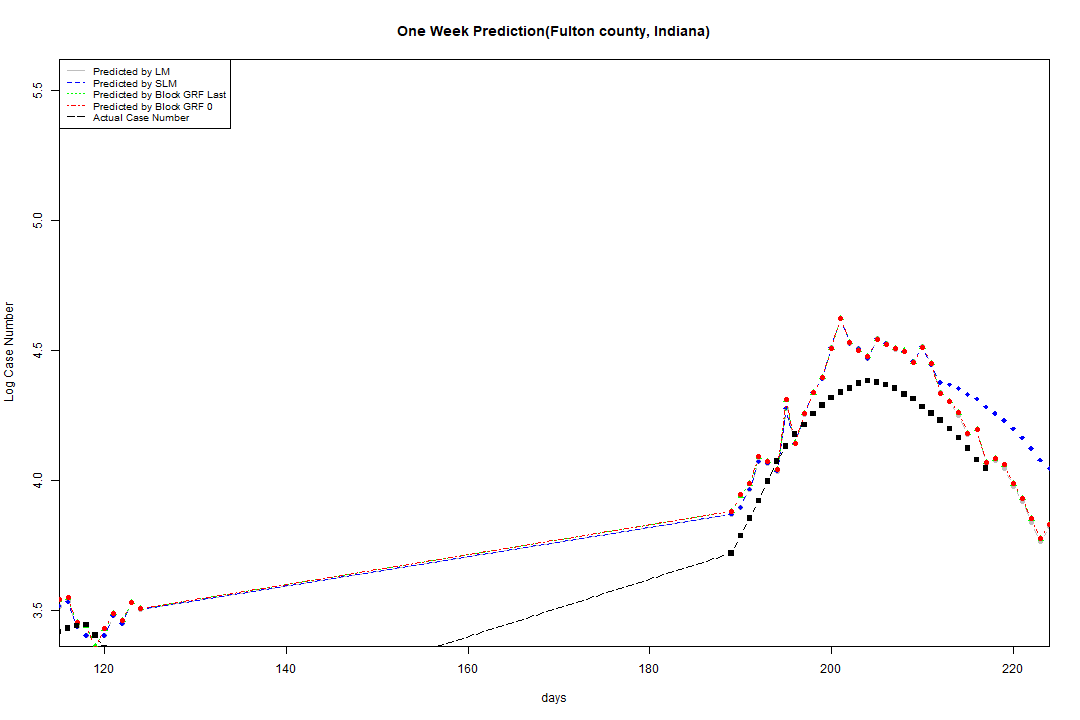 One Week Prediction(Fulton county, Indiana)
Predicted by LM
Predicted by SLM
Predicted by Block GRF Last
Predicted by Block GRF 0
Actual Case Number
5.5
5.0
4.5
4.0
3.5
Log Case Number
120 140 160 180 200 220
days